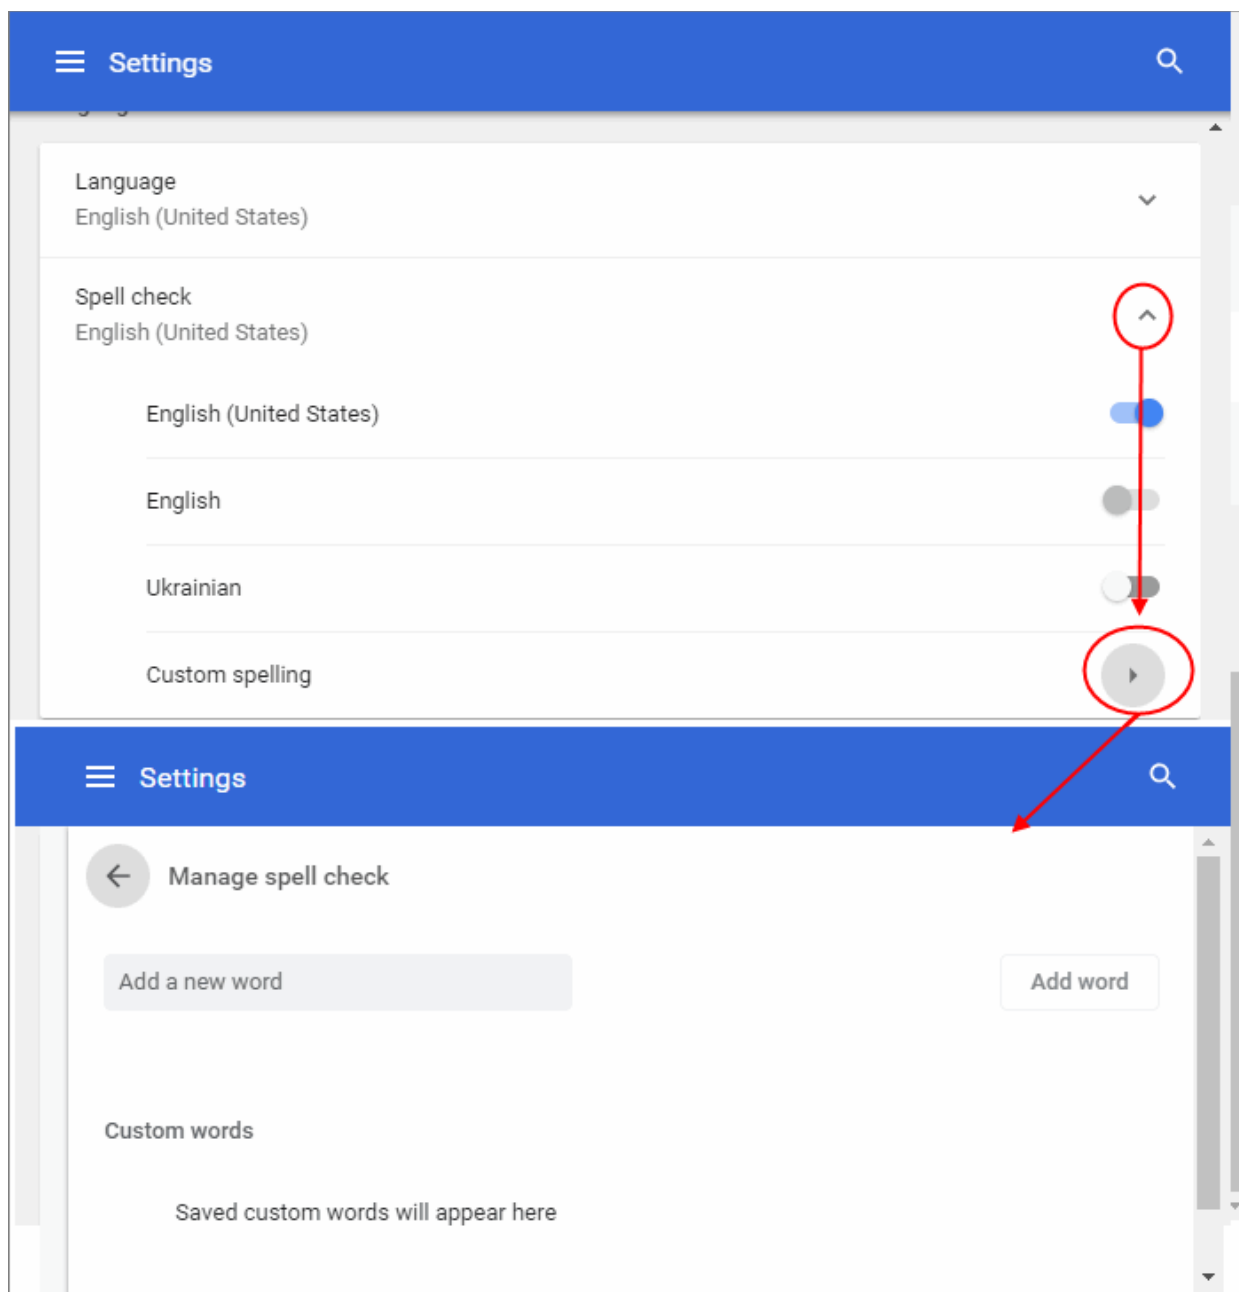 Settings
Language
English (United States)
Spell check
English (United States)
English (United States)
English
Ukrainian
Custom spelling
Settings
Manage spell check
Add a new word
Add word
Custom words
Saved custom words will appear here